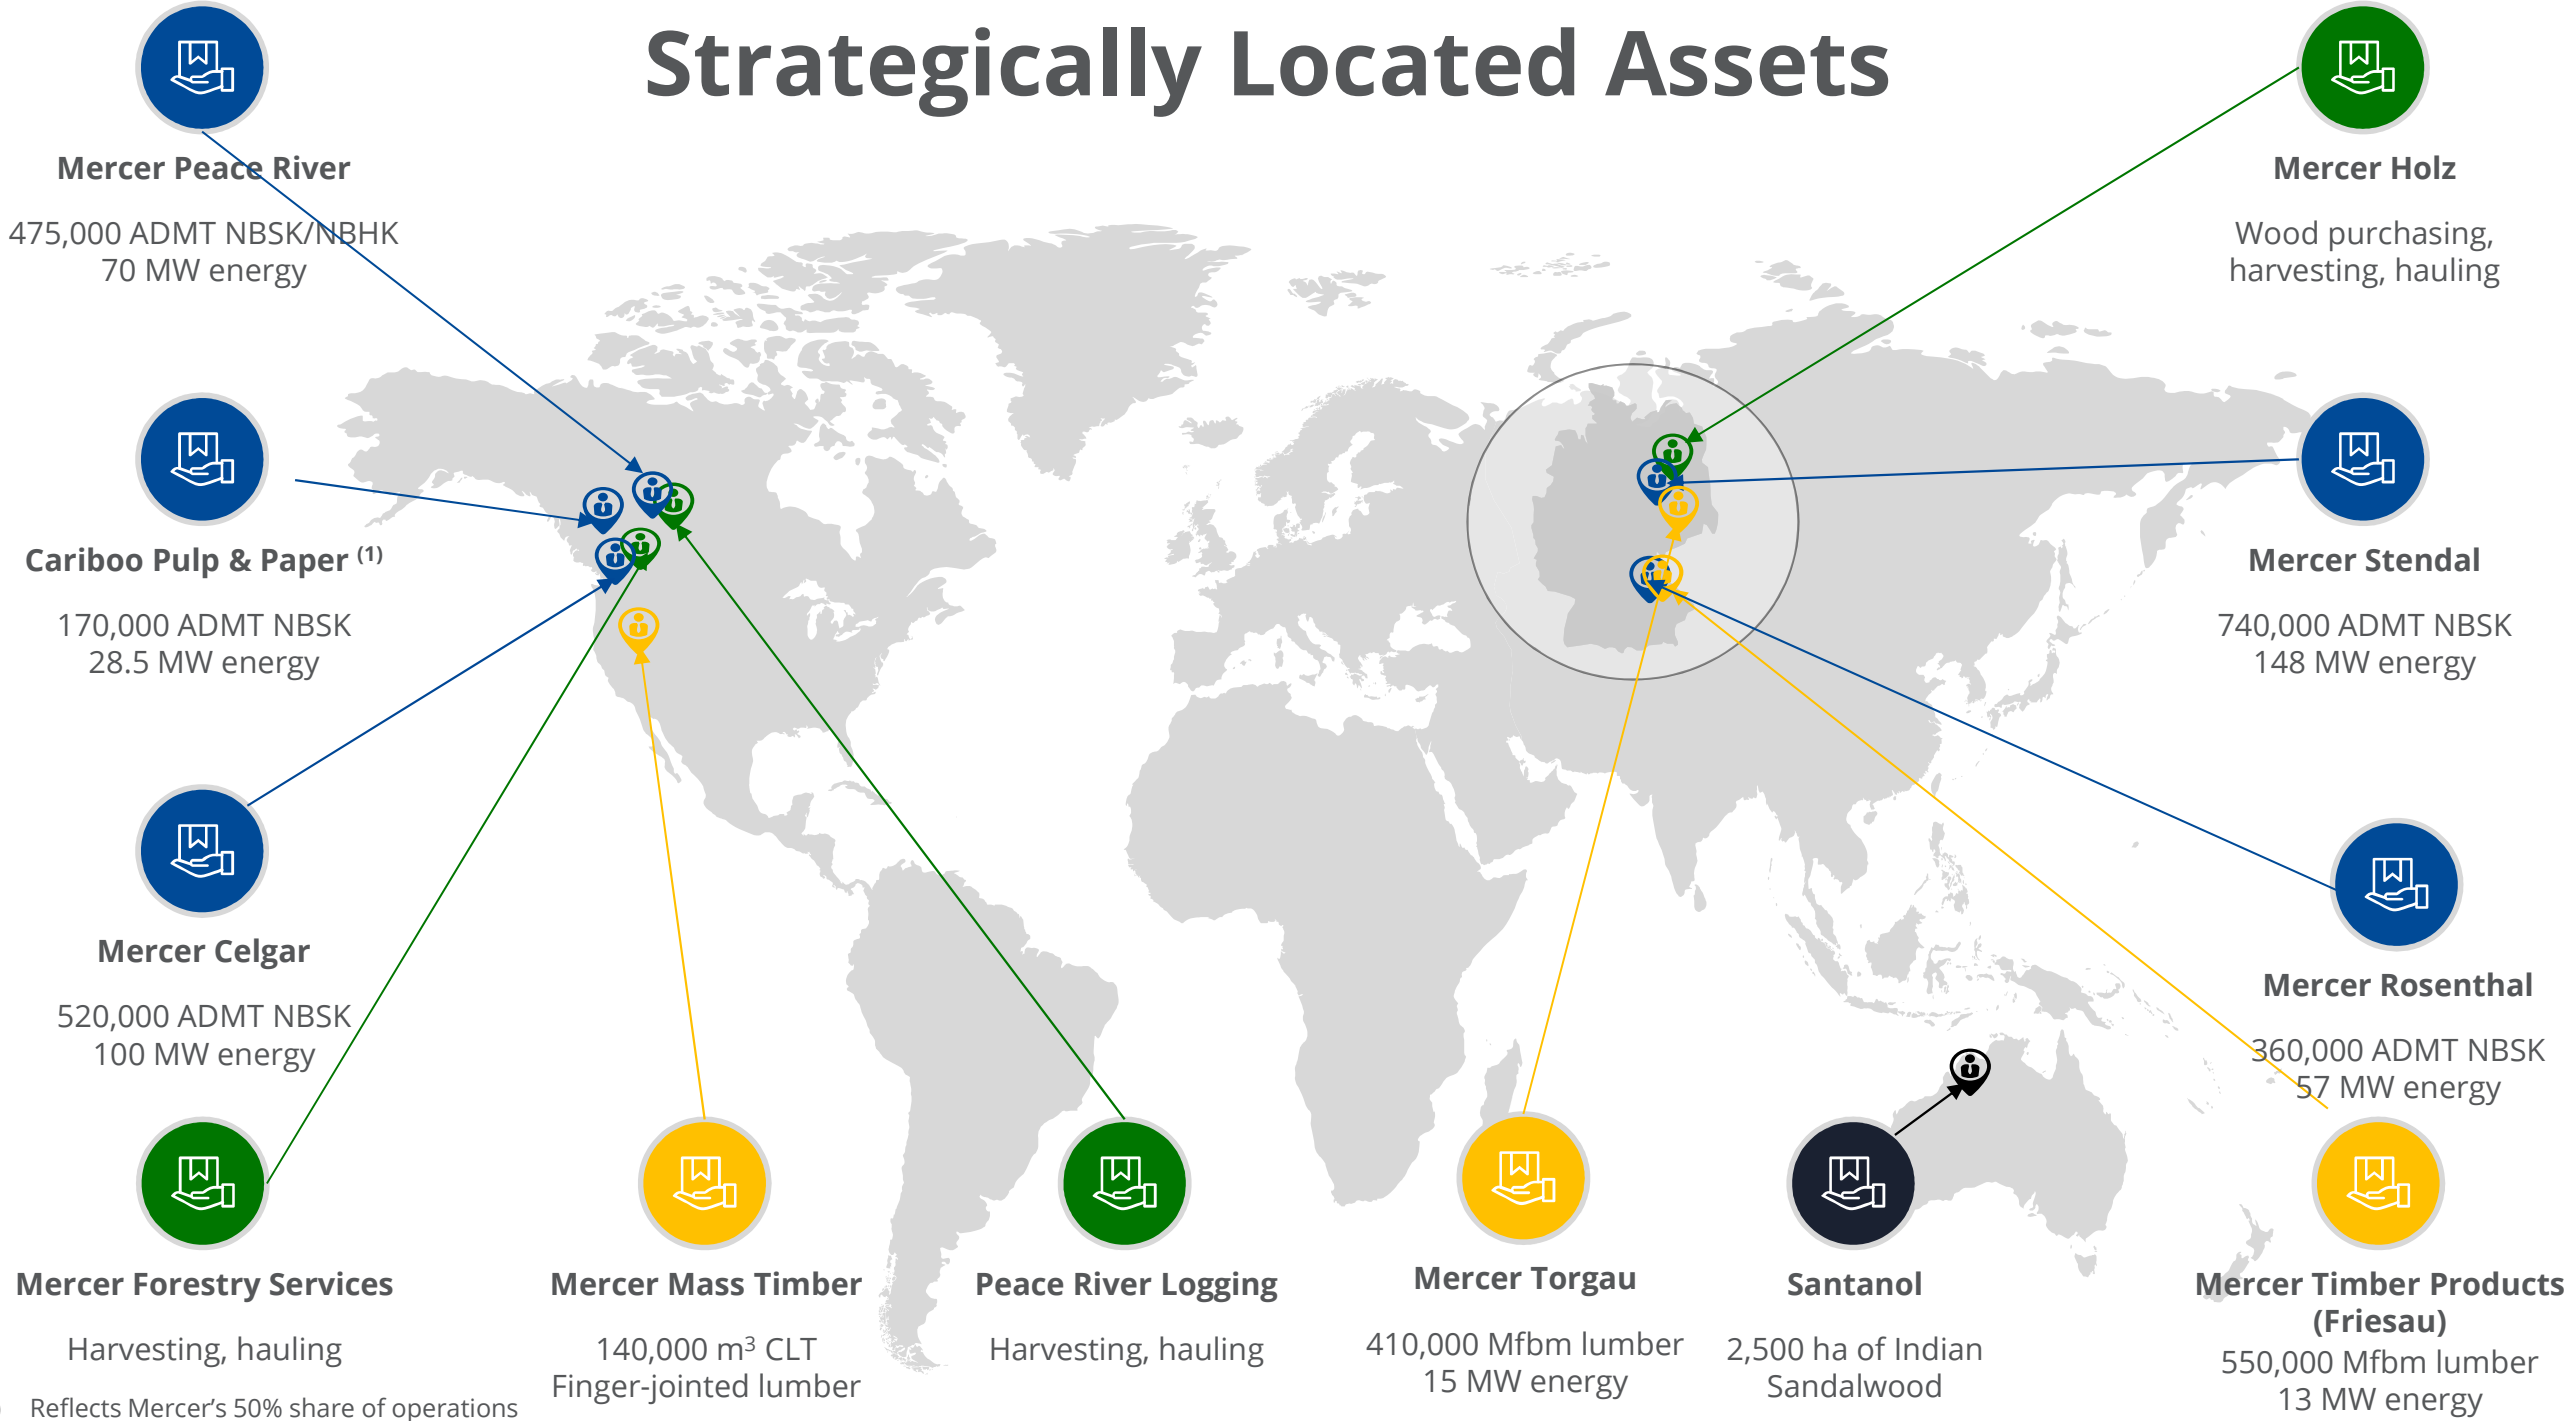 Strategically Located Assets
Mercer Peace River
475,000 ADMT NBSK/NBHK
70 MW energy
Mercer Holz
Wood purchasing,
harvesting, hauling
Cariboo Pulp & Paper (1)
170,000 ADMT NBSK
28.5 MW energy
Mercer Stendal
740,000 ADMT NBSK
148 MW energy
Mercer Celgar
520,000 ADMT NBSK
100 MW energy
Mercer Rosenthal
360,000 ADMT NBSK
57 MW energy
Mercer Forestry Services
Harvesting, hauling
Mercer Mass Timber
140,000 m³ CLT
Finger-jointed lumber
Peace River Logging
Harvesting, hauling
Mercer Torgau
410,000 Mfbm lumber
15 MW energy
Santanol
2,500 ha of Indian
Sandalwood
Mercer Timber Products
(Friesau)
550,000 Mfbm lumber
13 MW energy
Reflects Mercer's 50% share of operations